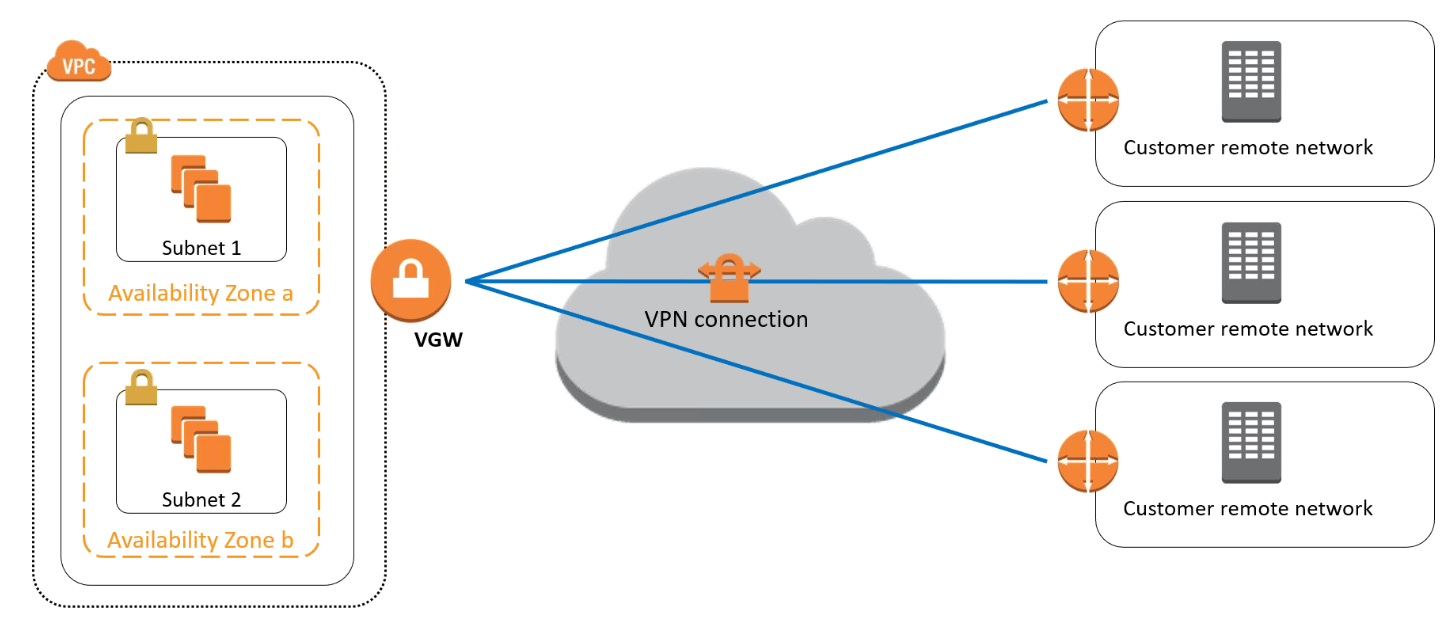 VPC
Subnet 1
Availability Zone a
Subnet 2
Availability Zone b
VGW
VPN connection
Customer remote network
Customer remote network
Customer remote network